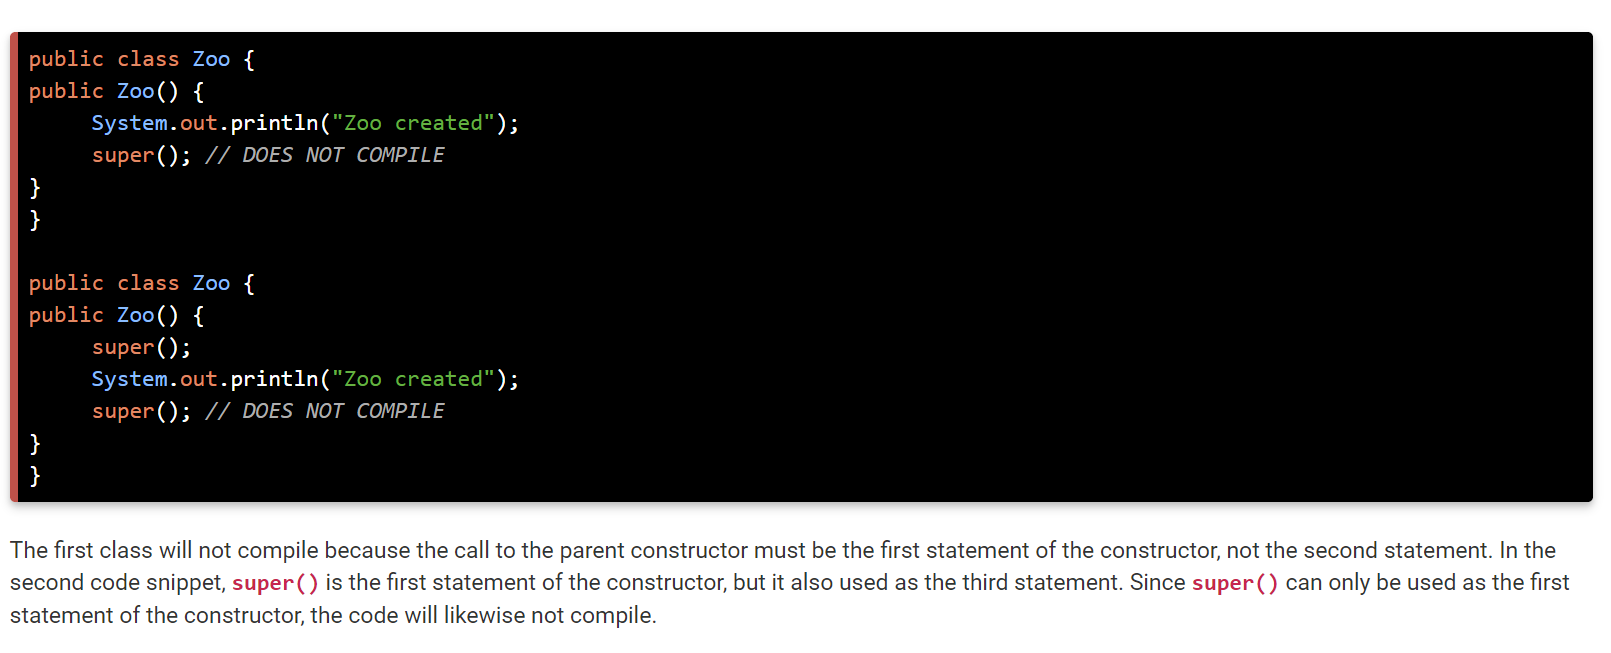 public class Zoo {
public Zoo() {
     System.out.println("Zoo created");
     super(); // DOES NOT COMPILE
}
}

public class Zoo {
public Zoo() {
     super();
     System.out.println("Zoo created");
     super(); // DOES NOT COMPILE
}
}

The first class will not compile because the call to the parent constructor must be the first statement of the constructor, not the second statement. In the
second code snippet, super() is the first statement of the constructor, but it also used as the third statement. Since super() can only be used as the first
statement of the constructor, the code will likewise not compile.